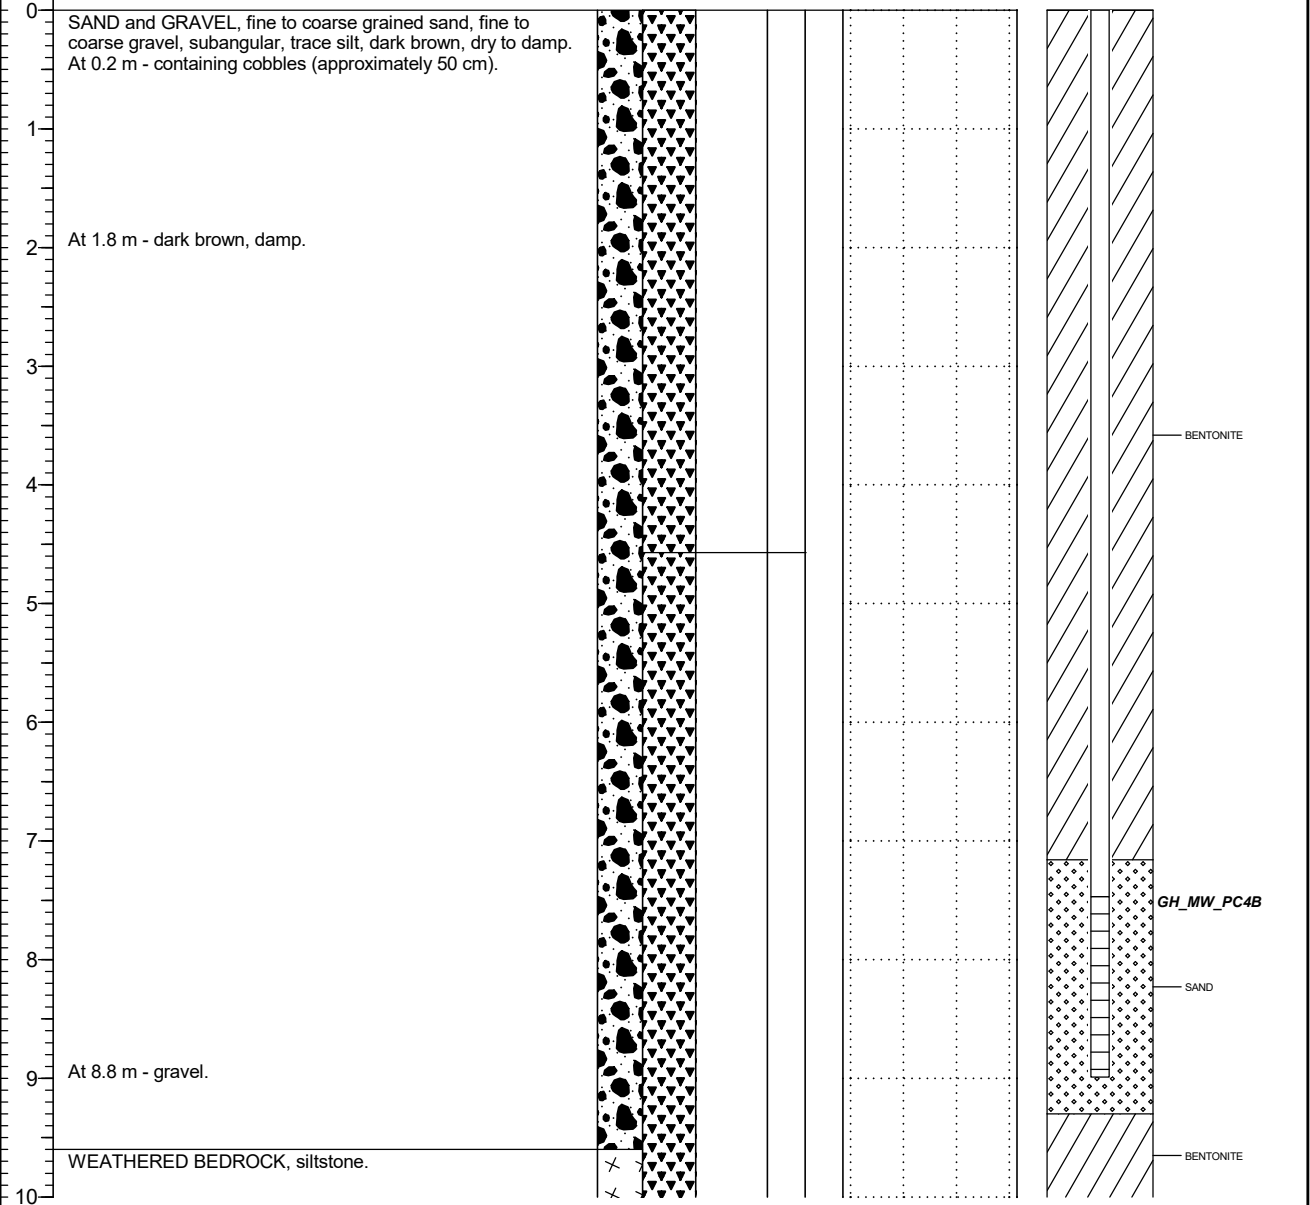 0
SAND and GRAVEL, fine to coarse grained sand, fine to
coarse gravel, subangular, trace silt, dark brown, dry to damp.
At 0.2 m - containing cobbles (approximately 50 cm).
1
At 1.8 m - dark brown, damp.
2
3
BENTONITE
4
5
6
7
GH_MW_PC4B
8
SAND
At 8.8 m - gravel.
9
WEATHERED BEDROCK, siltstone.
BENTONITE
10